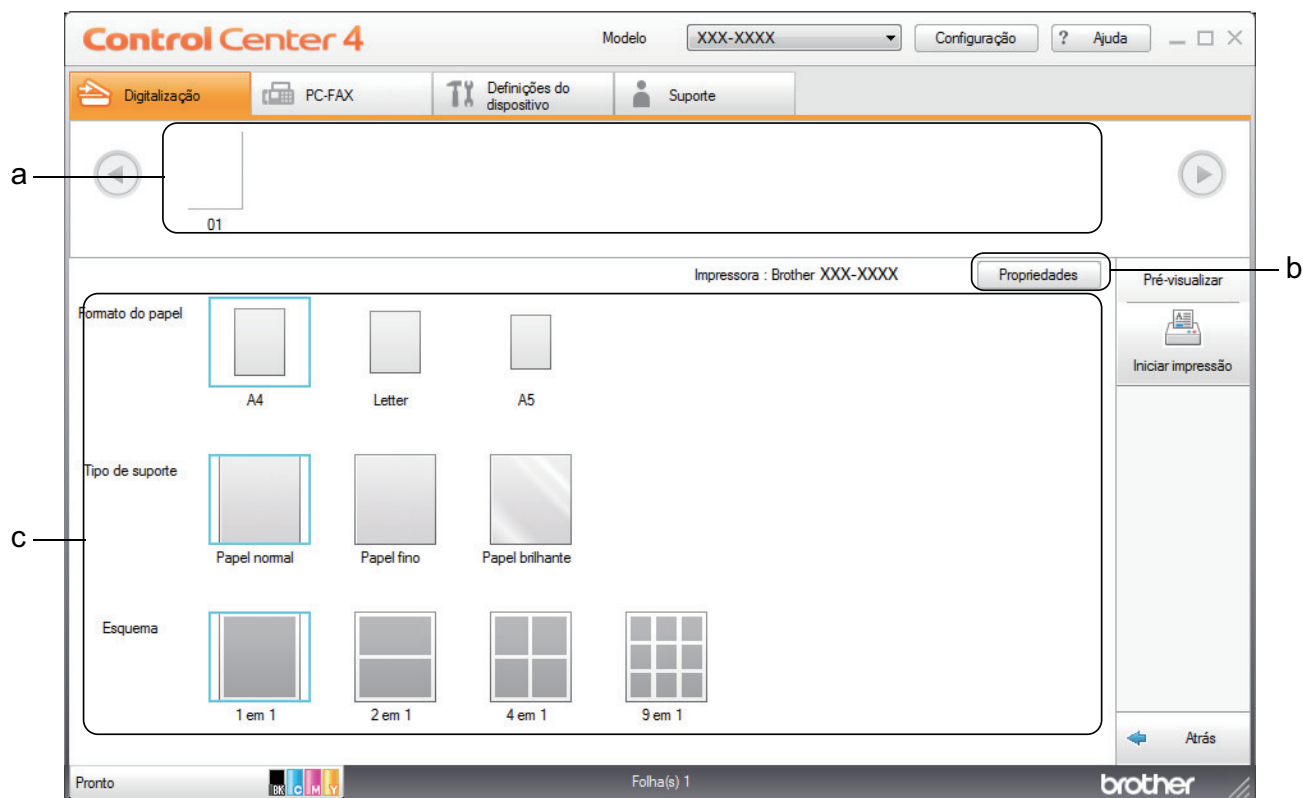 Control Center 4 Modelo XXX-XXXX Configuração ? Ajuda
Digitalização PC-FAX Definições do dispositivo Suporte
a
01
Impressora : Brother XXX-XXXX Propriedades
b
Pré-visualizar
Iniciar impressão
Formato do papel
A4 Letter A5
Tipo de suporte
c
Papel normal Papel fino Papel brilhante
Esquema
1 em 1 2 em 1 4 em 1 9 em 1
Atrás
Pronto BK C M Y Folha(s) 1 brother